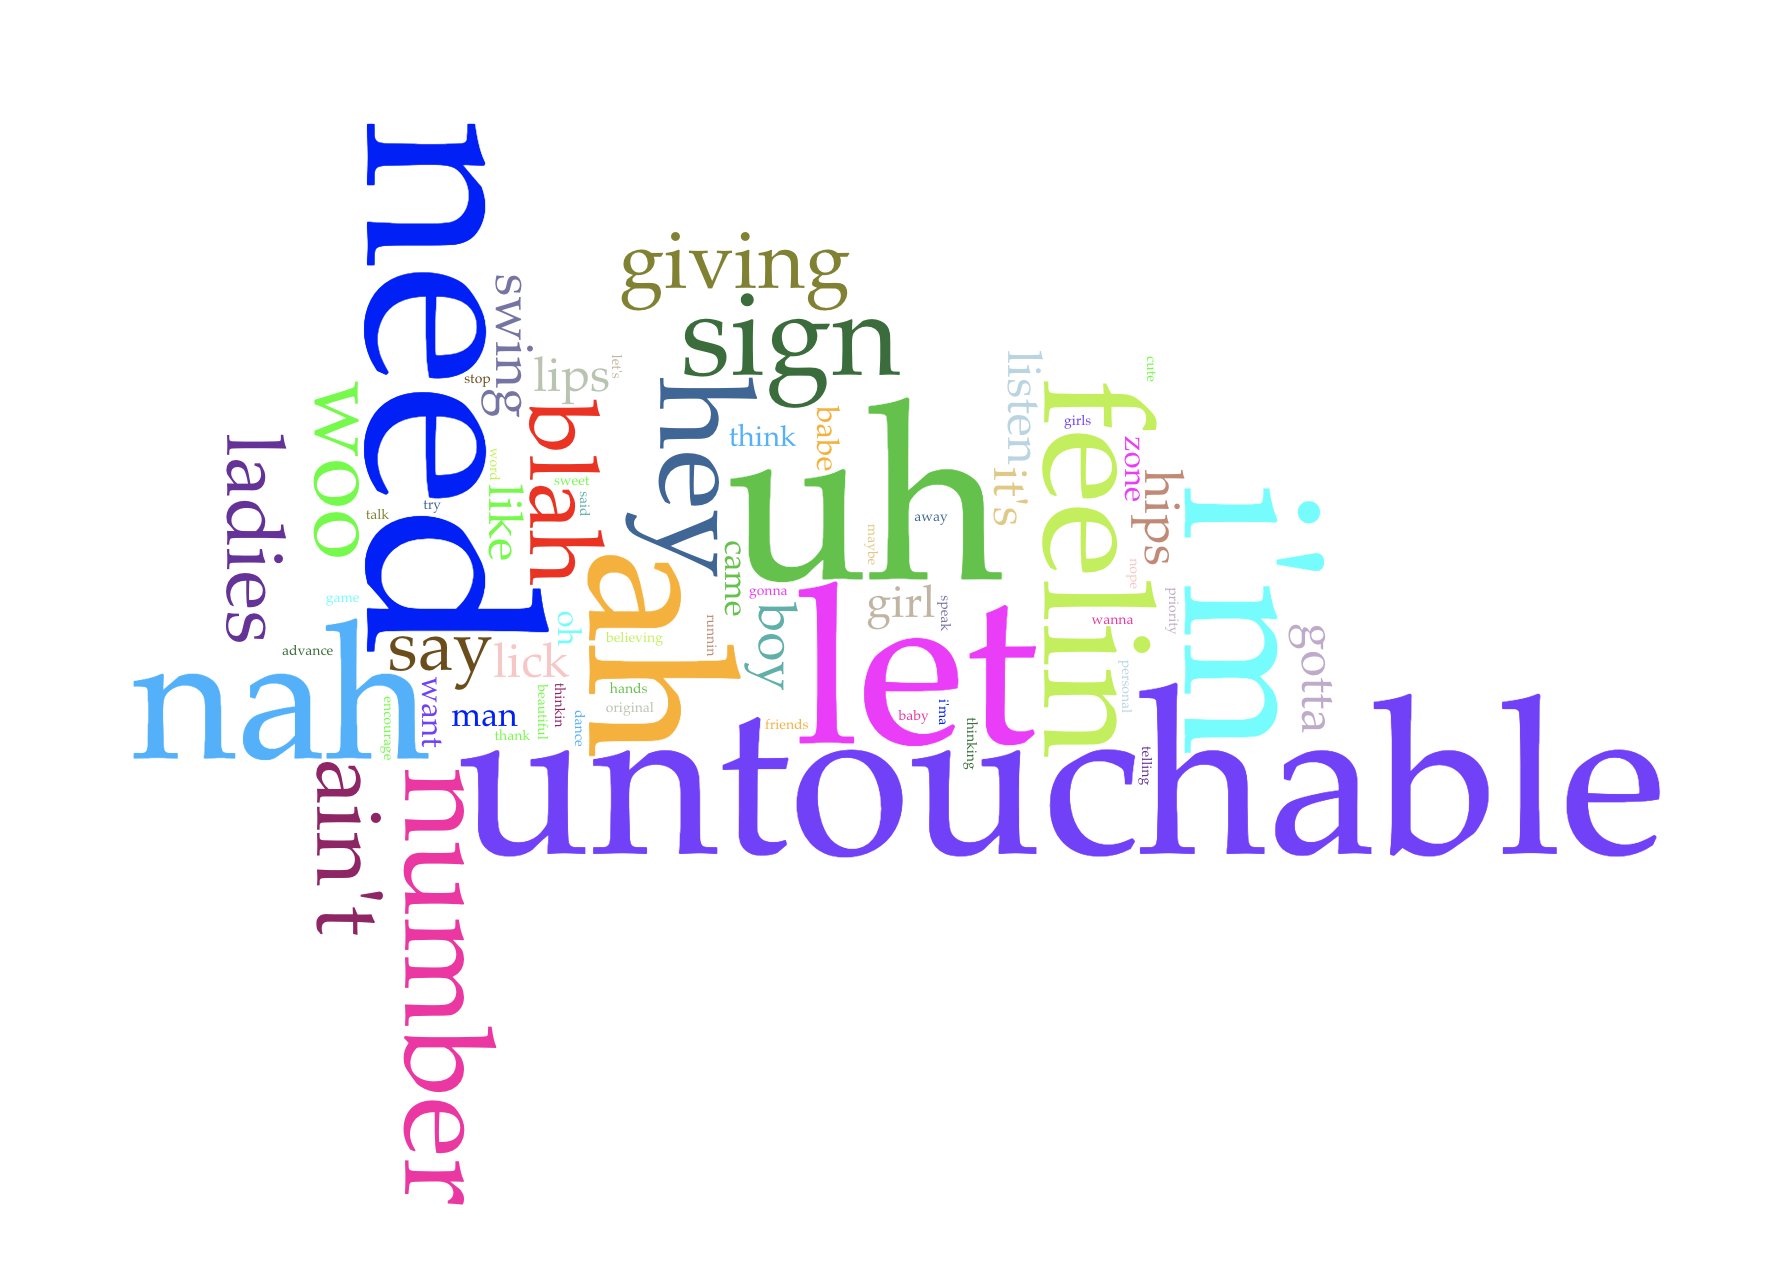 need
giving
sign
swing
lips
let's
stop
woo
ladies
blah
hey
think
babe
uh
listen
it's
feelin
girls
cute
zone
hips
i'm
word
like
sweet
said
talk
try
came
maybe
away
nope
priority
game
advance
nah
say
lick
oh
ah
believing
runnin
gonna
boy
girl
speak
let
wanna
personal
gotta
encourage
want
man
thank
beautiful
thinkin
dance
hands
original
friends
baby
i'ma
thinking
telling
untouchable
ain't
number